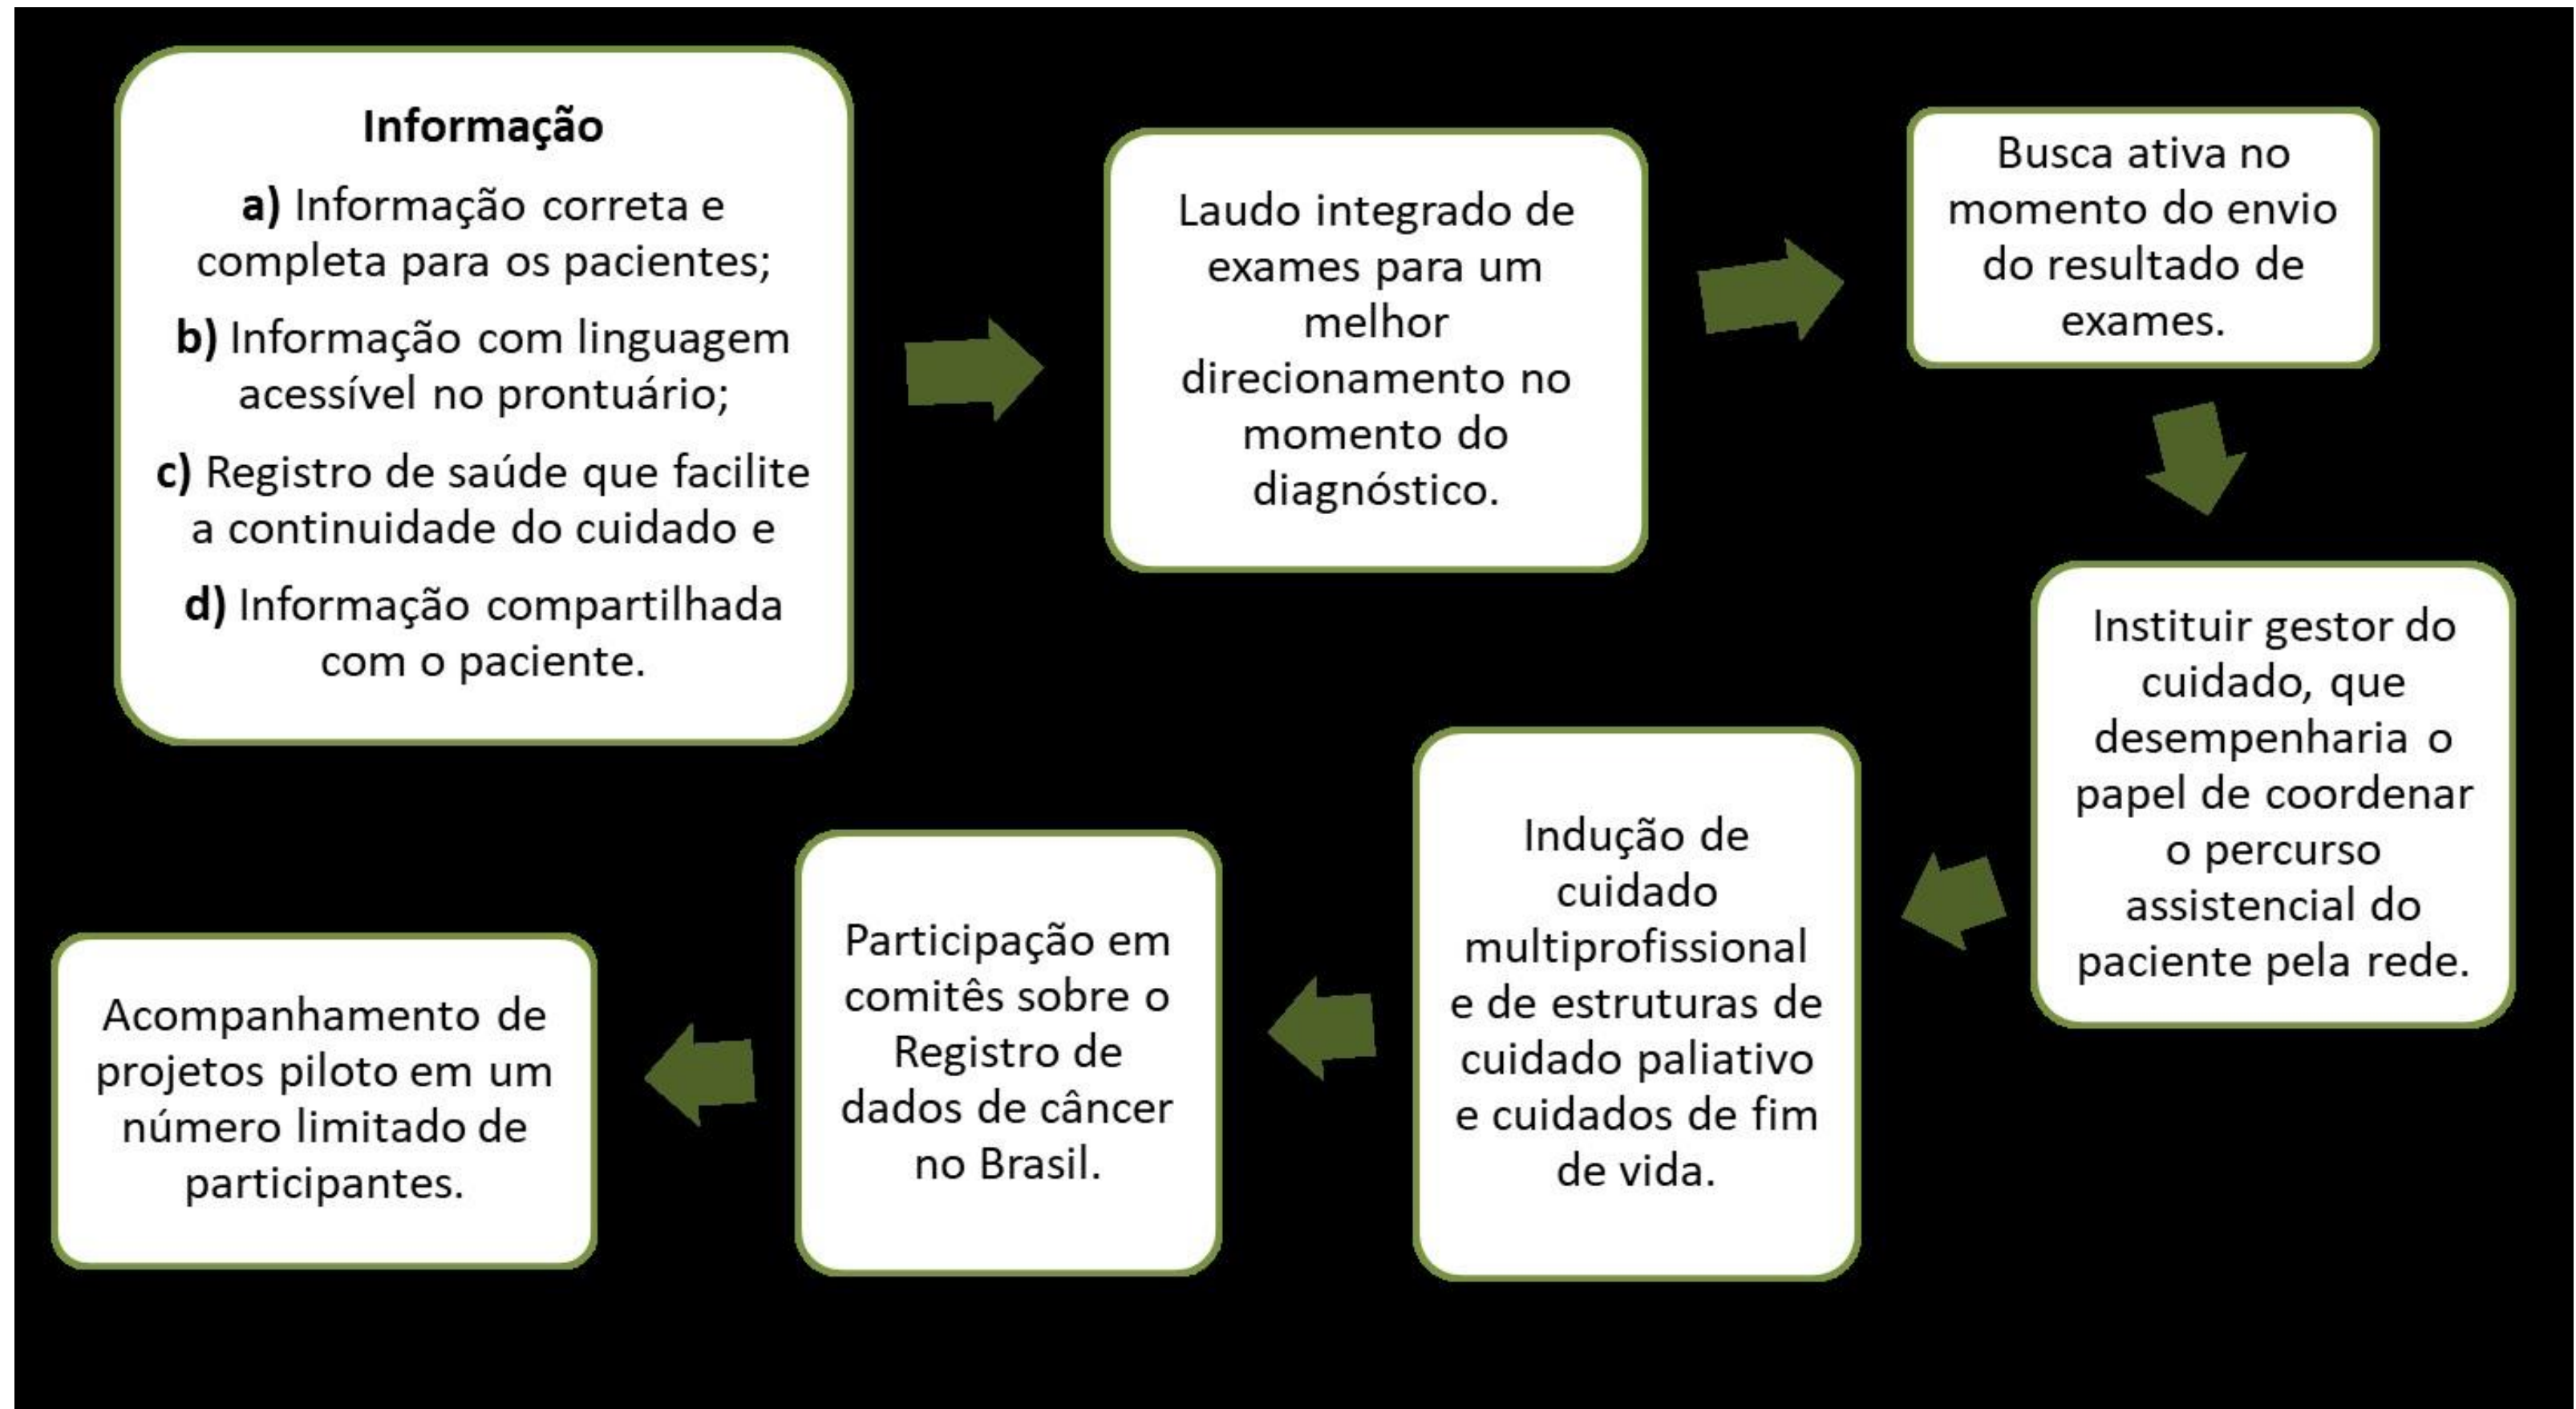 Informação
a) Informação correta e
completa para os pacientes;
b) Informação com linguagem
acessível no prontuário;
c) Registro de saúde que facilite
a continuidade do cuidado e
d) Informação compartilhada
com o paciente.
Laudo integrado de
exames para um
melhor
direcionamento no
momento do
diagnóstico.
Busca ativa no
momento do envio
do resultado de
exames.
Instituir gestor do
cuidado, que
desempenharia o
papel de coordenar
o percurso
assistencial do
paciente pela rede.
Indução de
cuidado
multiprofissional
e de estruturas de
cuidado paliativo
e cuidados de fim
de vida.
Participação em
comitês sobre o
Registro de
dados de câncer
no Brasil.
Acompanhamento de
projetos piloto em um
número limitado de
participantes.